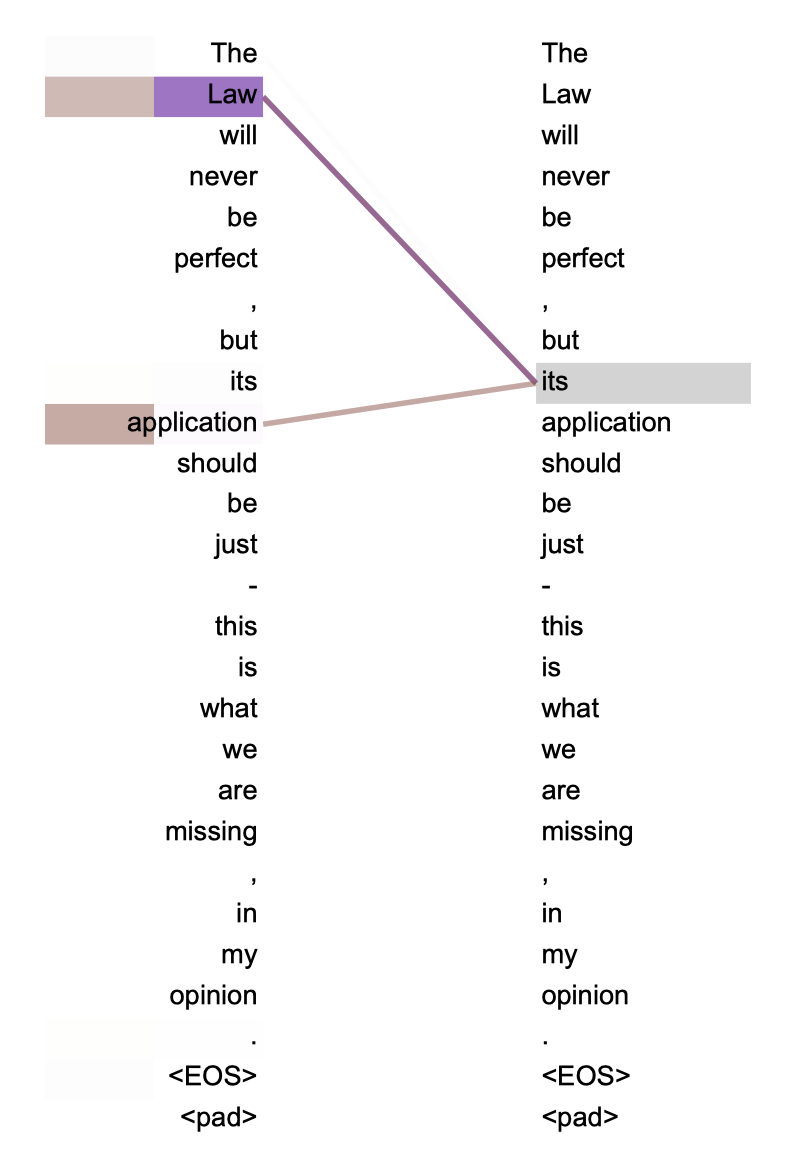 The The
Law Law
will will
never never
be be
perfect perfect
, ,
but but
its its
application application
should should
be be
just just
- -
this this
is is
what what
we we
are are
missing missing
, ,
in in
my my
opinion opinion
. .
<EOS> <EOS>
<pad> <pad>